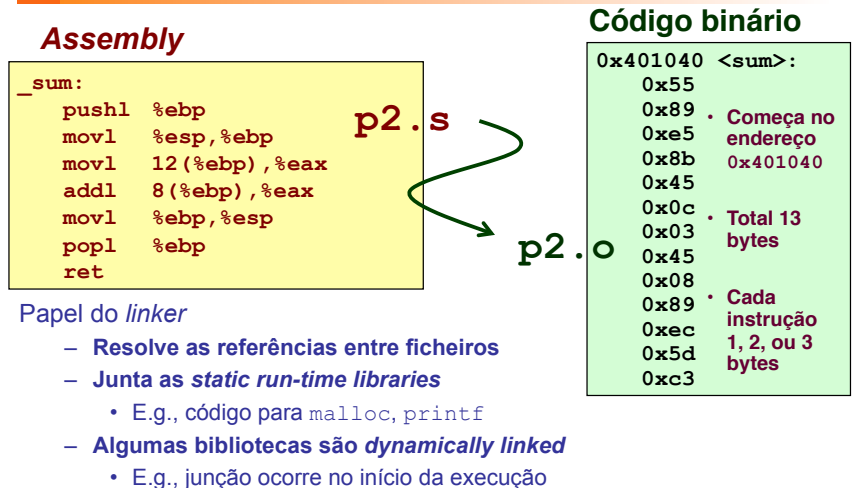 Assembly
_sum:
pushl %ebp
movl %esp,%ebp
movl 12(%ebp),%eax
addl 8(%ebp),%eax
movl %ebp,%esp
popl %ebp
ret
p2.s
p2.o
Código binário
0x401040 <sum>:
0x55
0x89
0xe5
0x8b
0x45
0x0c
0x03
0x45
0x08
0x89
0xec
0x5d
0xc3
• Começa no
endereço
0x401040
• Total 13
bytes
• Cada
instrução
1, 2, ou 3
bytes
Papel do linker
– Resolve as referências entre ficheiros
– Junta as static run-time libraries
• E.g., código para malloc, printf
– Algumas bibliotecas são dynamically linked
• E.g., junção ocorre no início da execução